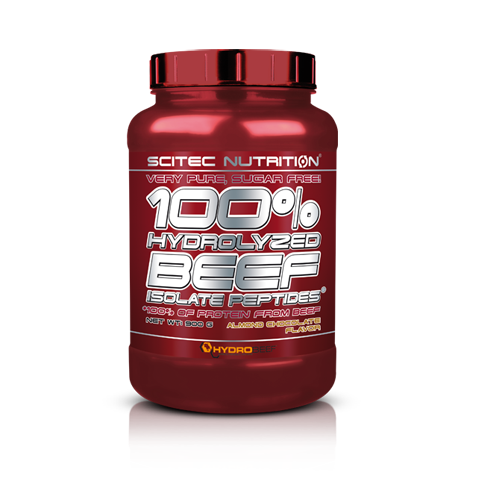 SCITEC NUTRITION®
VERY PURE, SUGAR FREE!
100%
HYDROLYZED
BEEF
ISOLATE PEPTIDES*
*100% OF PROTEIN FROM BEEF
NET WT: 900 G ALMOND CHOCOLATE
FLAVOR
HYDRO